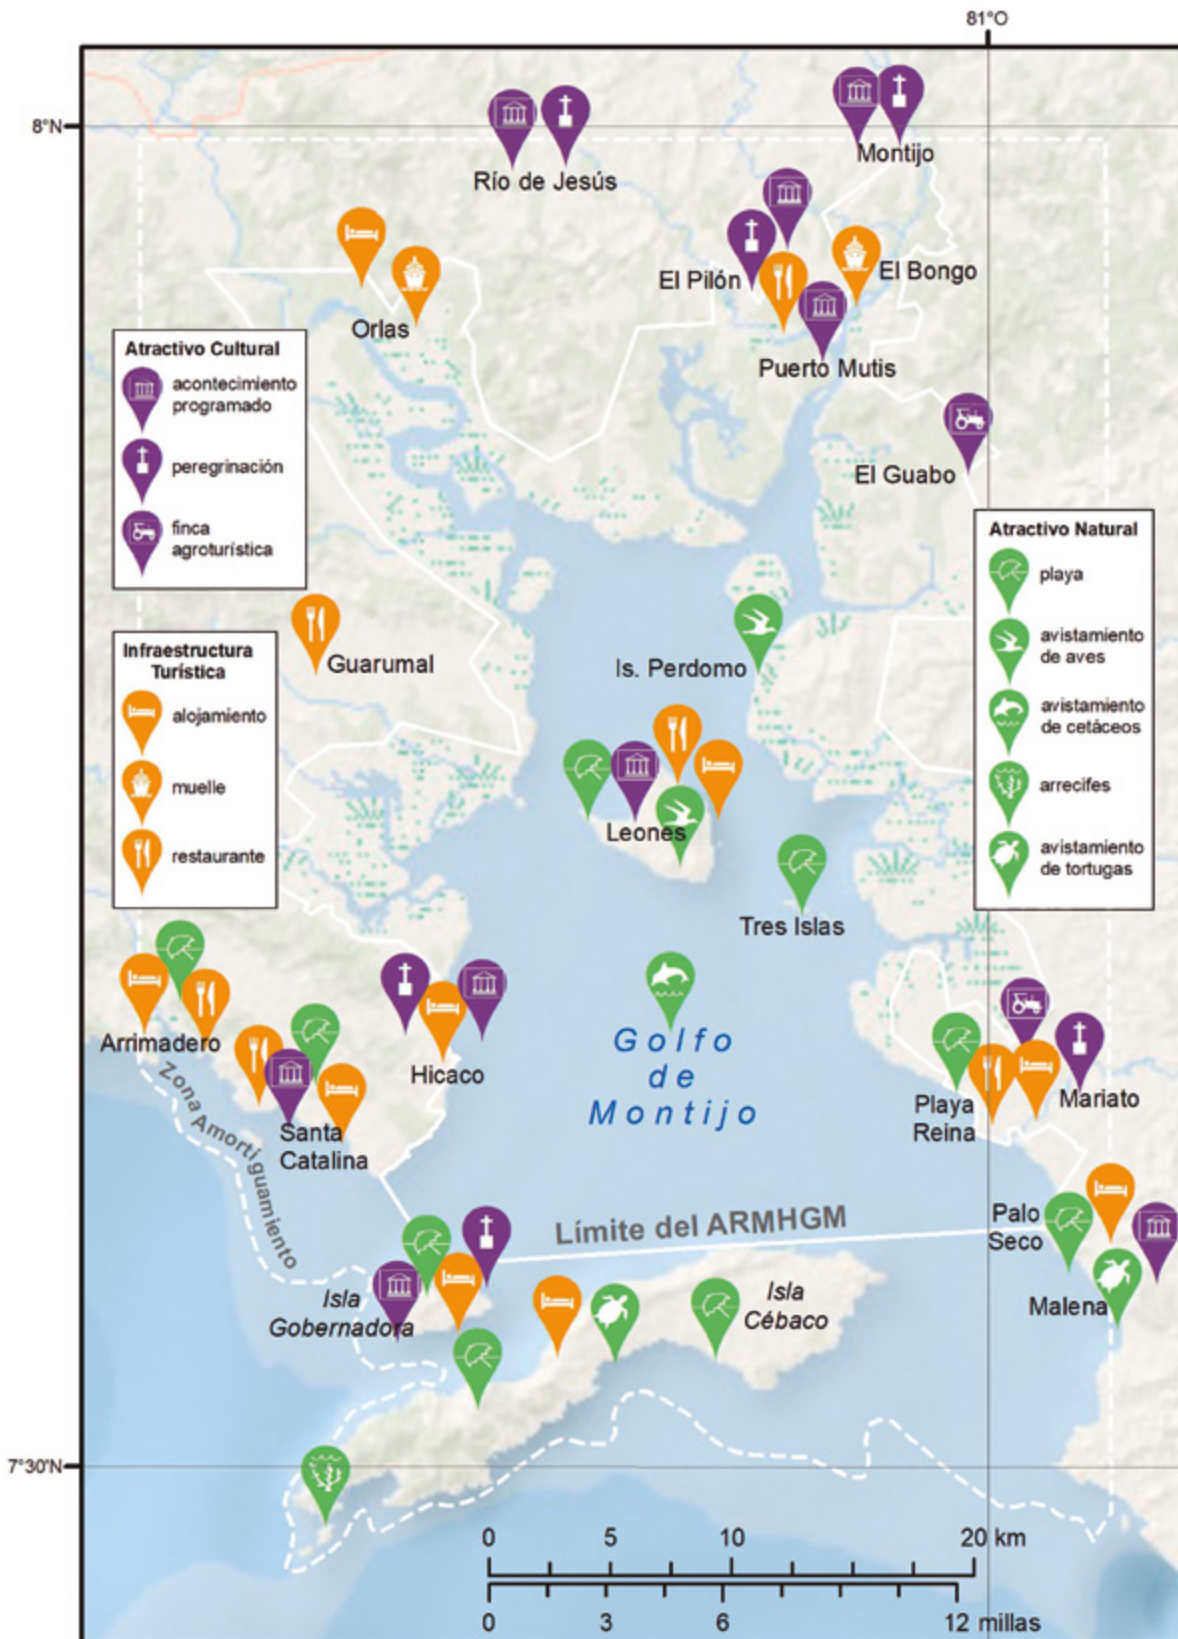 81°O
8°N
Montijo
Río de Jesús
El Pilón
El Bongo
Orlas
Puerto Mutis
Atractivo Cultural
acontecimiento
programado
peregrinación
finca
agroturística
El Guabo
Atractivo Natural
playa
avistamiento
de aves
avistamiento
de cetáceos
arrecifes
avistamiento
de tortugas
Infraestructura
Turística
alojamiento
muelle
restaurante
Guarumal
Is. Perdomo
Leones
Tres Islas
Arrimadero
Hicaco
Golfo
de
Montijo
Playa
Reina
Mariato
Santa
Catalina
Zona Amortiguamiento
Límite del ARMHGM
Palo
Seco
Malena
Isla
Gobernadora
Isla
Cébaco
7°30'N
0 5 10 20 km
0 3 6 12 millas